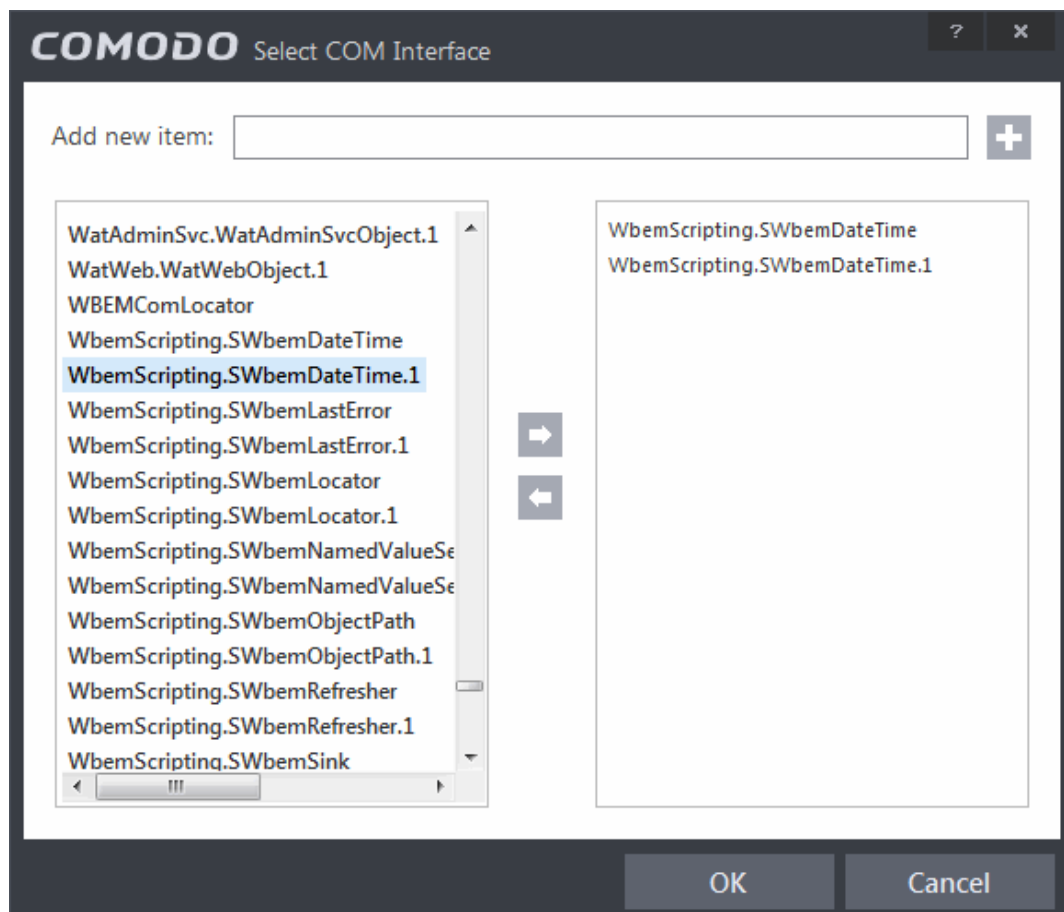 COMODO Select COM Interface
? ×
Add new item:
WatAdminSvc.WatAdminSvcObject.1
WatWeb.WatWebObject.1
WBEMComLocator
WbemScripting.SWbemDateTime
WbemScripting.SWbemDateTime.1
WbemScripting.SWbemLastError
WbemScripting.SWbemLastError.1
WbemScripting.SWbemLocator
WbemScripting.SWbemLocator.1
WbemScripting.SWbemNamedValueSe
WbemScripting.SWbemNamedValueSe
WbemScripting.SWbemObjectPath
WbemScripting.SWbemObjectPath.1
WbemScripting.SWbemRefresher
WbemScripting.SWbemRefresher.1
WbemScripting.SWbemSink
WbemScripting.SWbemDateTime
WbemScripting.SWbemDateTime.1
OK
Cancel